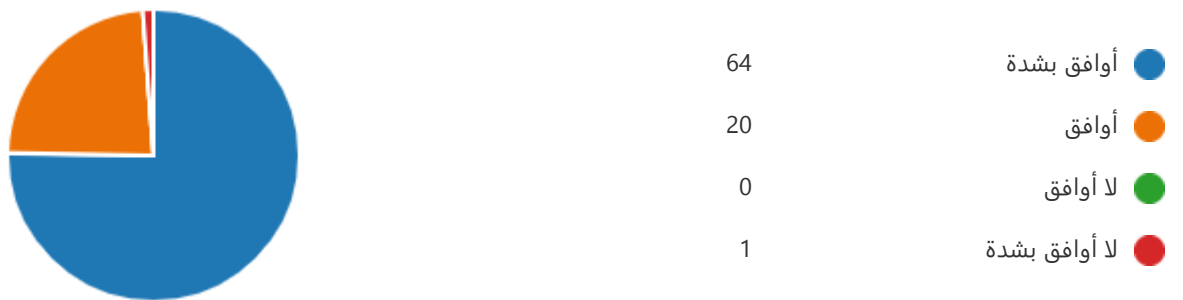 أوافق بشدة 64
أوافق 20
لا أوافق 0
لا أوافق بشدة 1